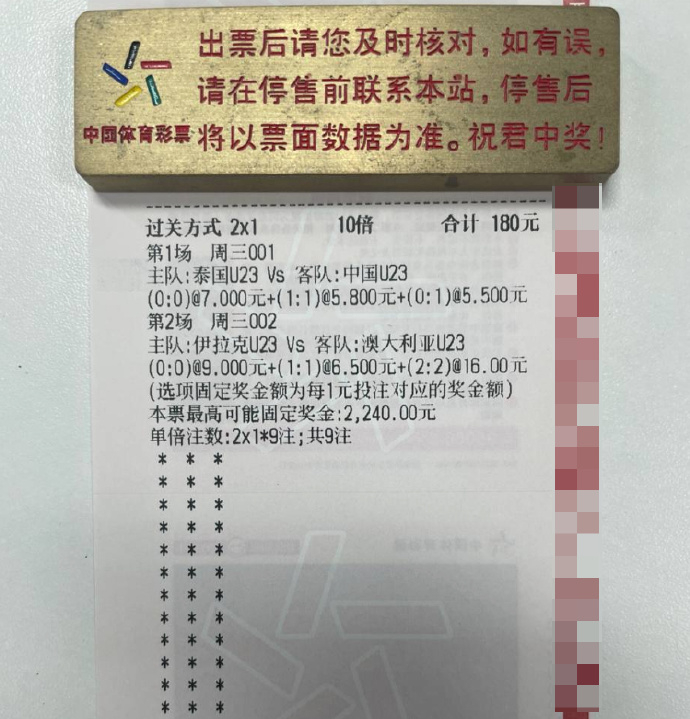 出票后请您及时核对，如有误，
请在停售前联系本站，停售后
将以票面数据为准。祝君中奖！
中国体育彩票
过关方式 2x1 10倍 合计 180元
第1场 周三001
主队:泰国U23 Vs 客队:中国U23
(0:0)@7.000元+(1:1)@5.800元+(0:1)@5.500元
第2场 周三002
主队:伊拉克U23 Vs 客队:澳大利亚U23
(0:0)@9.000元+(1:1)@6.500元+(2:2)@16.00元
(选项固定奖金额为每1元投注对应的奖金额)
本票最高可能固定奖金:2,240.00元
单倍注数:2x1*9注;共9注
* * *
* * *
* * *
* * *
* * *
* * *
* * *
* * *
* * *
* * *
* * *
* * *